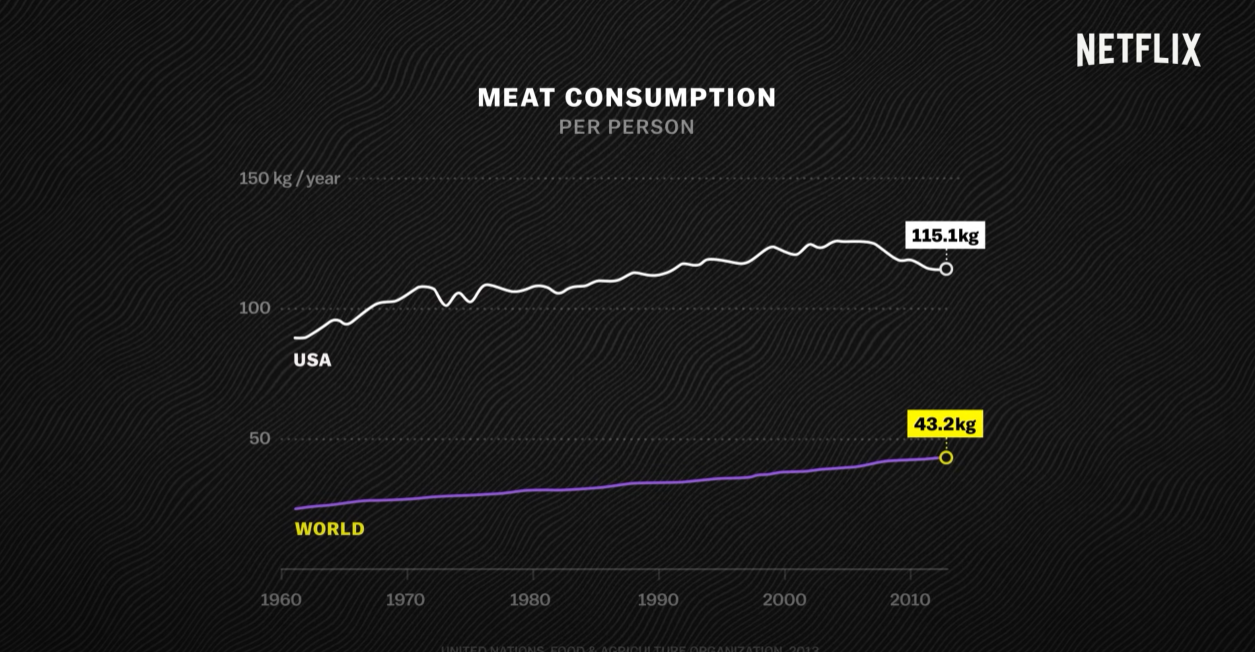 NETFLIX
MEAT CONSUMPTION
PER PERSON
150 kg / year
115.1kg
100
USA
43.2kg
50
WORLD
1960 1970 1980 1990 2000 2010
UNITED NATIONS, FOOD & AGRICULTURE ORGANIZATION, 2013